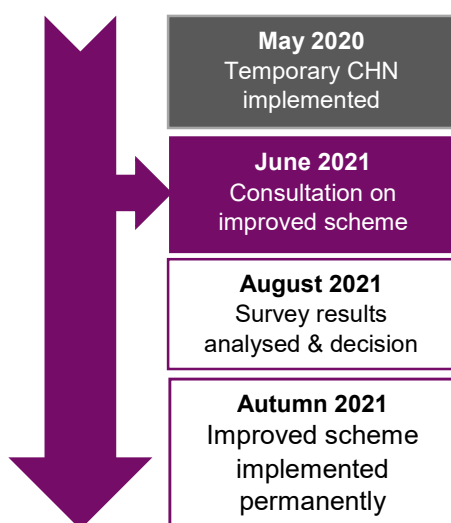 May 2020
Temporary CHN
implemented
June 2021
Consultation on
improved scheme
August 2021
Survey results
analysed & decision
Autumn 2021
Improved scheme
implemented
permanently